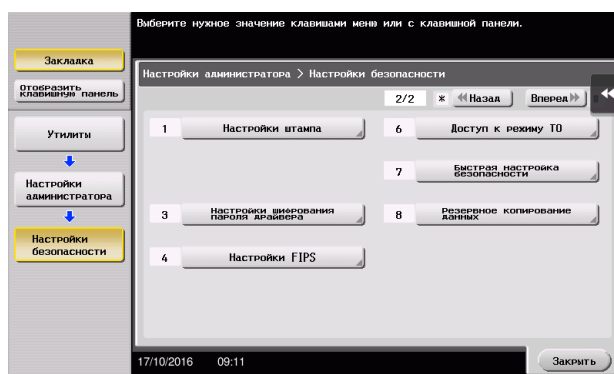 Выберите нужное значение клавишами меню или с клавишной панели.
Закладка
Отобразить
клавишную панель
Утилиты
Настройки
администратора
Настройки
безопасности
Настройки администратора > Настройки безопасности
2/2 * Назад Вперед
1 Настройки штампа
6 Доступ к режиму ТО
7 Быстрая настройка
безопасности
3 Настройки шифрования
пароля драйвера
8 Резервное копирование
данных
4 Настройки FIPS
17/10/2016 09:11
Закрыть